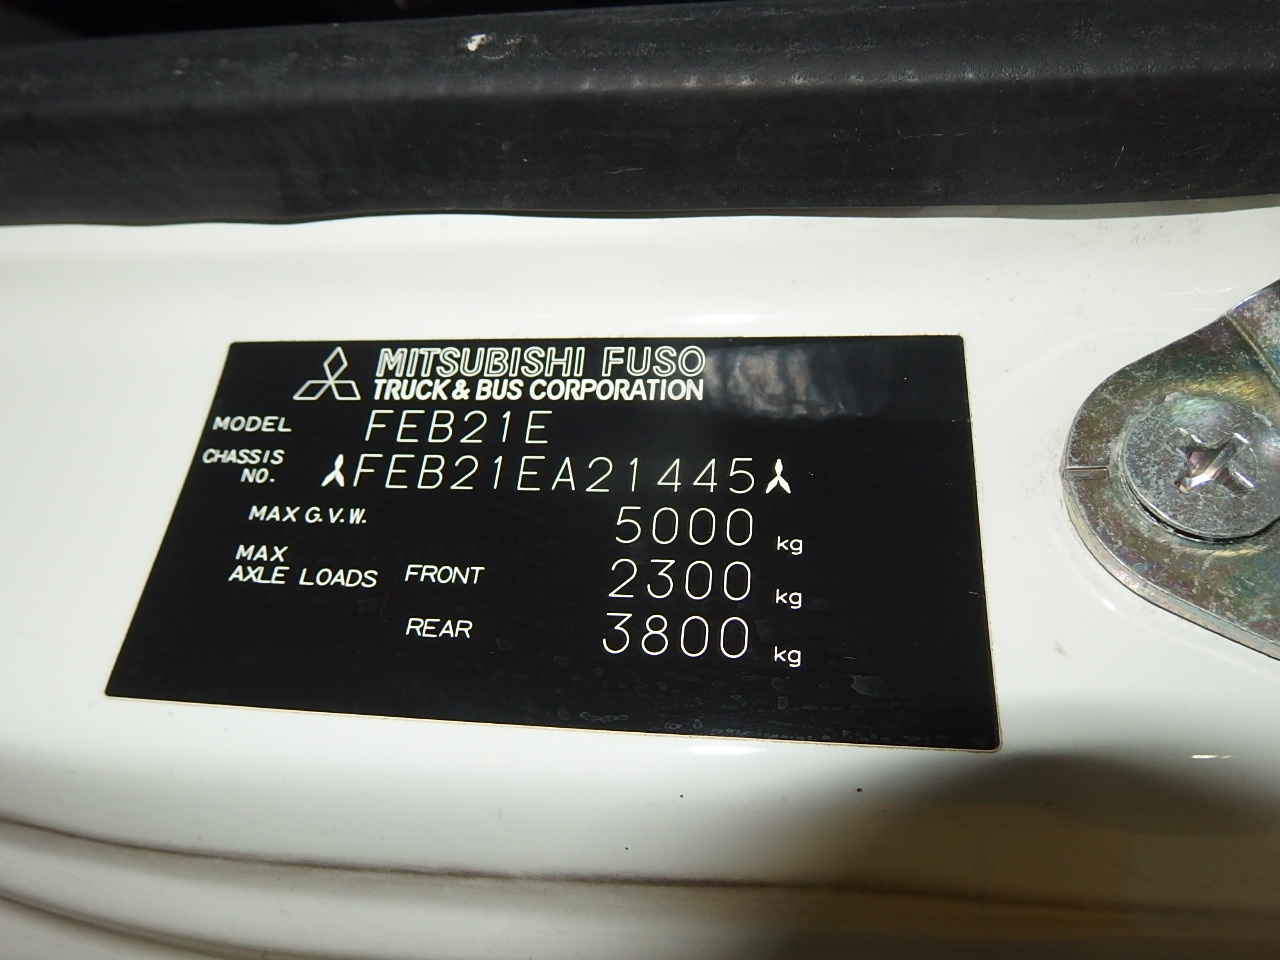 MITSUBISHI FUSO
TRUCK & BUS CORPORATION
MODEL FEB21E
CHASSIS NO. FEB21EA21445
MAX G.V.W. 5000 kg
MAX AXLE LOADS FRONT 2300 kg
REAR 3800 kg